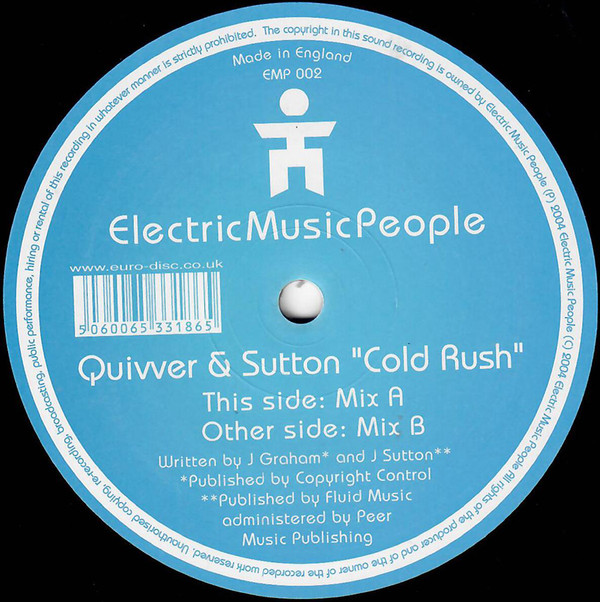 Made in England
EMP 002
ElectricMusicPeople
www.euro-disc.co.uk
5 060065 331865
Quivver & Sutton "Cold Rush"
This side: Mix A
Other side: Mix B
Written by J Graham* and J Sutton**
*Published by Copyright Control
**Published by Fluid Music
administered by Peer
Music Publishing
(P) 2004 Electric Music People (C) 2004 Electric Music People All rights of the producer and of the owner of the recorded work reserved. Unauthorised copying, re-recording, broadcasting, public performance, hiring or rental of this recording in whatever manner is strictly prohibited. The copyright in this sound recording is owned by Electric Music People